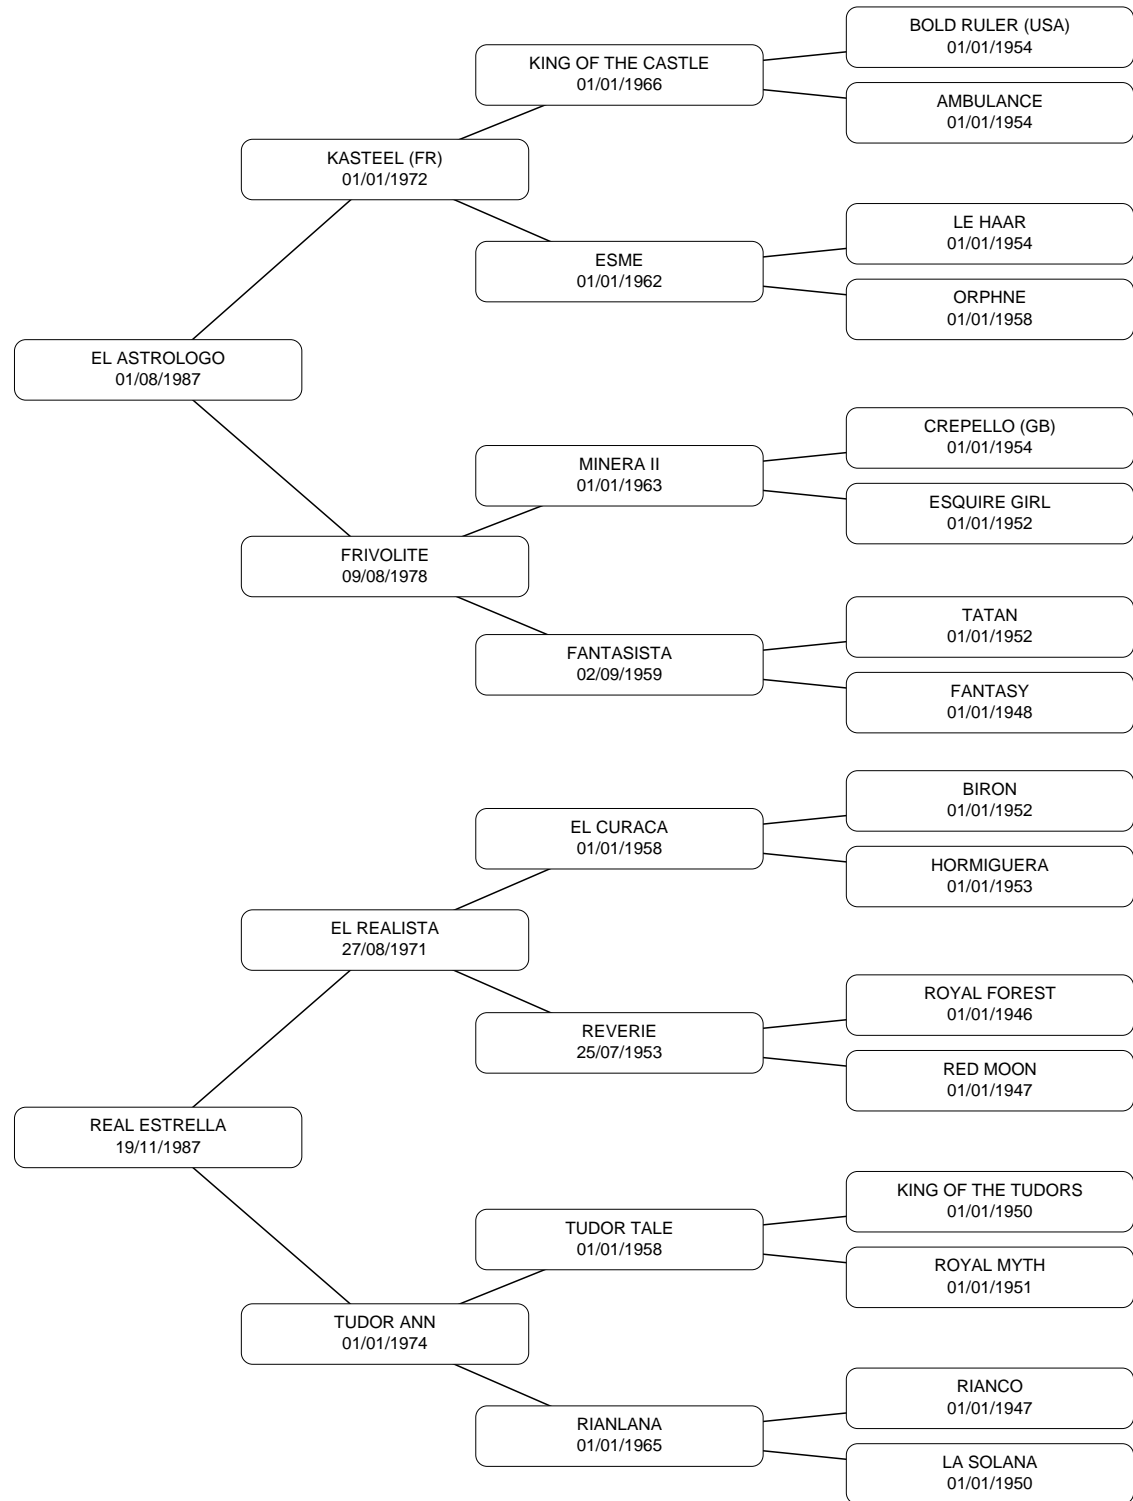 BOLD RULER (USA)
01/01/1954
KING OF THE CASTLE
01/01/1966
AMBULANCE
01/01/1954
KASTEEL (FR)
01/01/1972
LE HAAR
01/01/1954
ESME
01/01/1962
ORPHNE
01/01/1958
EL ASTROLOGO
01/08/1987
CREPELLO (GB)
01/01/1954
MINERA II
01/01/1963
ESQUIRE GIRL
01/01/1952
FRIVOLITE
09/08/1978
TATAN
01/01/1952
FANTASISTA
02/09/1959
FANTASY
01/01/1948
BIRON
01/01/1952
EL CURACA
01/01/1958
HORMIGUERA
01/01/1953
EL REALISTA
27/08/1971
ROYAL FOREST
01/01/1946
REVERIE
25/07/1953
RED MOON
01/01/1947
REAL ESTRELLA
19/11/1987
KING OF THE TUDORS
01/01/1950
TUDOR TALE
01/01/1958
ROYAL MYTH
01/01/1951
TUDOR ANN
01/01/1974
RIANCO
01/01/1947
RIANLANA
01/01/1965
LA SOLANA
01/01/1950